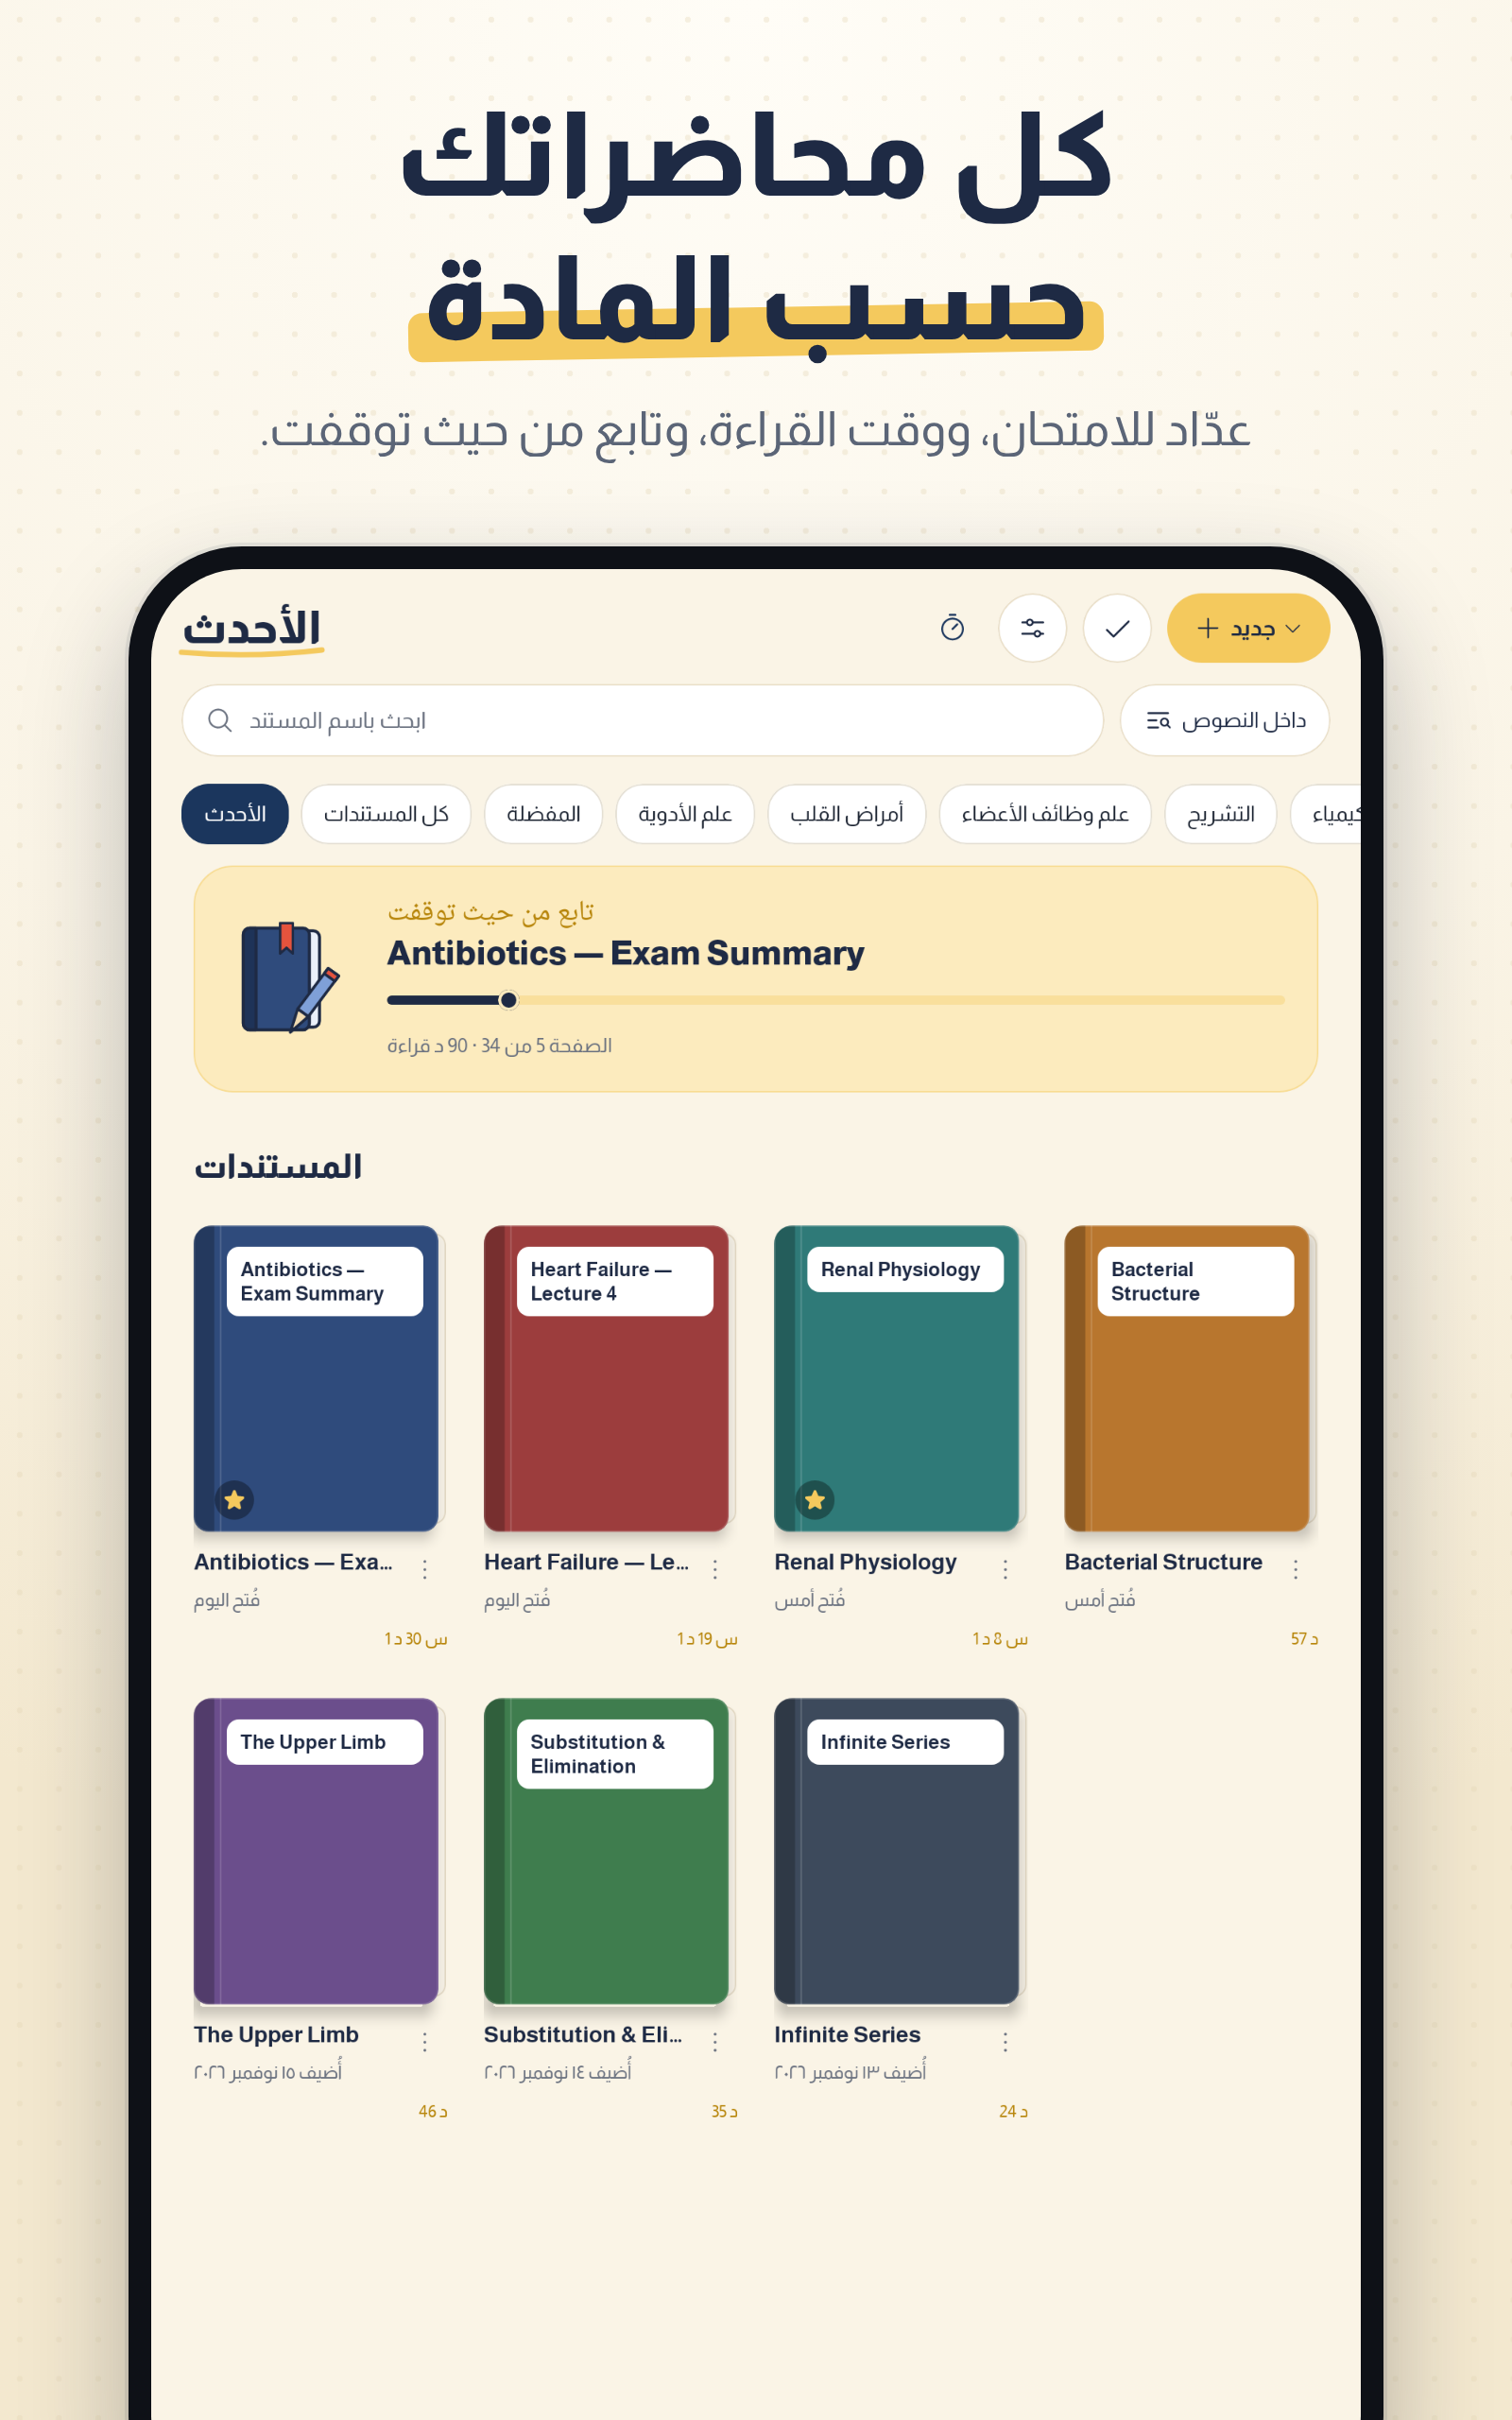 كل محاضراتك
حسب المادة
عدّاد للامتحان، ووقت القراءة، وتابع من حيث توقفت.
الأحدث
جديد
ابحث باسم المستند
داخل النصوص
الأحدث
كل المستندات
المفضلة
علم الأدوية
أمراض القلب
علم وظائف الأعضاء
التشريح
كيمياء
تابع من حيث توقفت
Antibiotics — Exam Summary
الصفحة 5 من 34 · 90 د قراءة
المستندات
Antibiotics —
Exam Summary
Heart Failure —
Lecture 4
Renal Physiology
Bacterial
Structure
Antibiotics — Exa...
Heart Failure — Le...
Renal Physiology
Bacterial Structure
فُتح اليوم
فُتح اليوم
فُتح أمس
فُتح أمس
1 س 30 د
1 س 19 د
1 س 8 د
57 د
The Upper Limb
Substitution &
Elimination
Infinite Series
The Upper Limb
Substitution & Eli...
Infinite Series
أُضيف ١٥ نوفمبر ٢٠٢٦
أُضيف ١٤ نوفمبر ٢٠٢٦
أُضيف ١٣ نوفمبر ٢٠٢٦
46 د
35 د
24 د